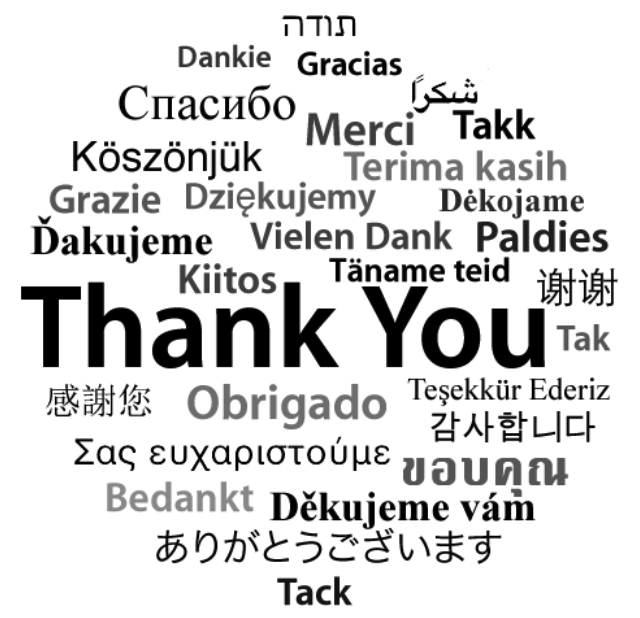 תודה
Dankie
Gracias
Спасибо
شكراً
Merci
Takk
Köszönjük
Terima kasih
Grazie
Dziękujemy
Dėkojame
Ďakujeme
Vielen Dank
Paldies
Kiitos
Täname teid
谢谢
Thank You
Tak
感謝您
Obrigado
Teşekkür Ederiz
감사합니다
Σας ευχαριστούμε
ขอบคุณ
Bedankt
Děkujeme vám
ありがとうございます
Tack